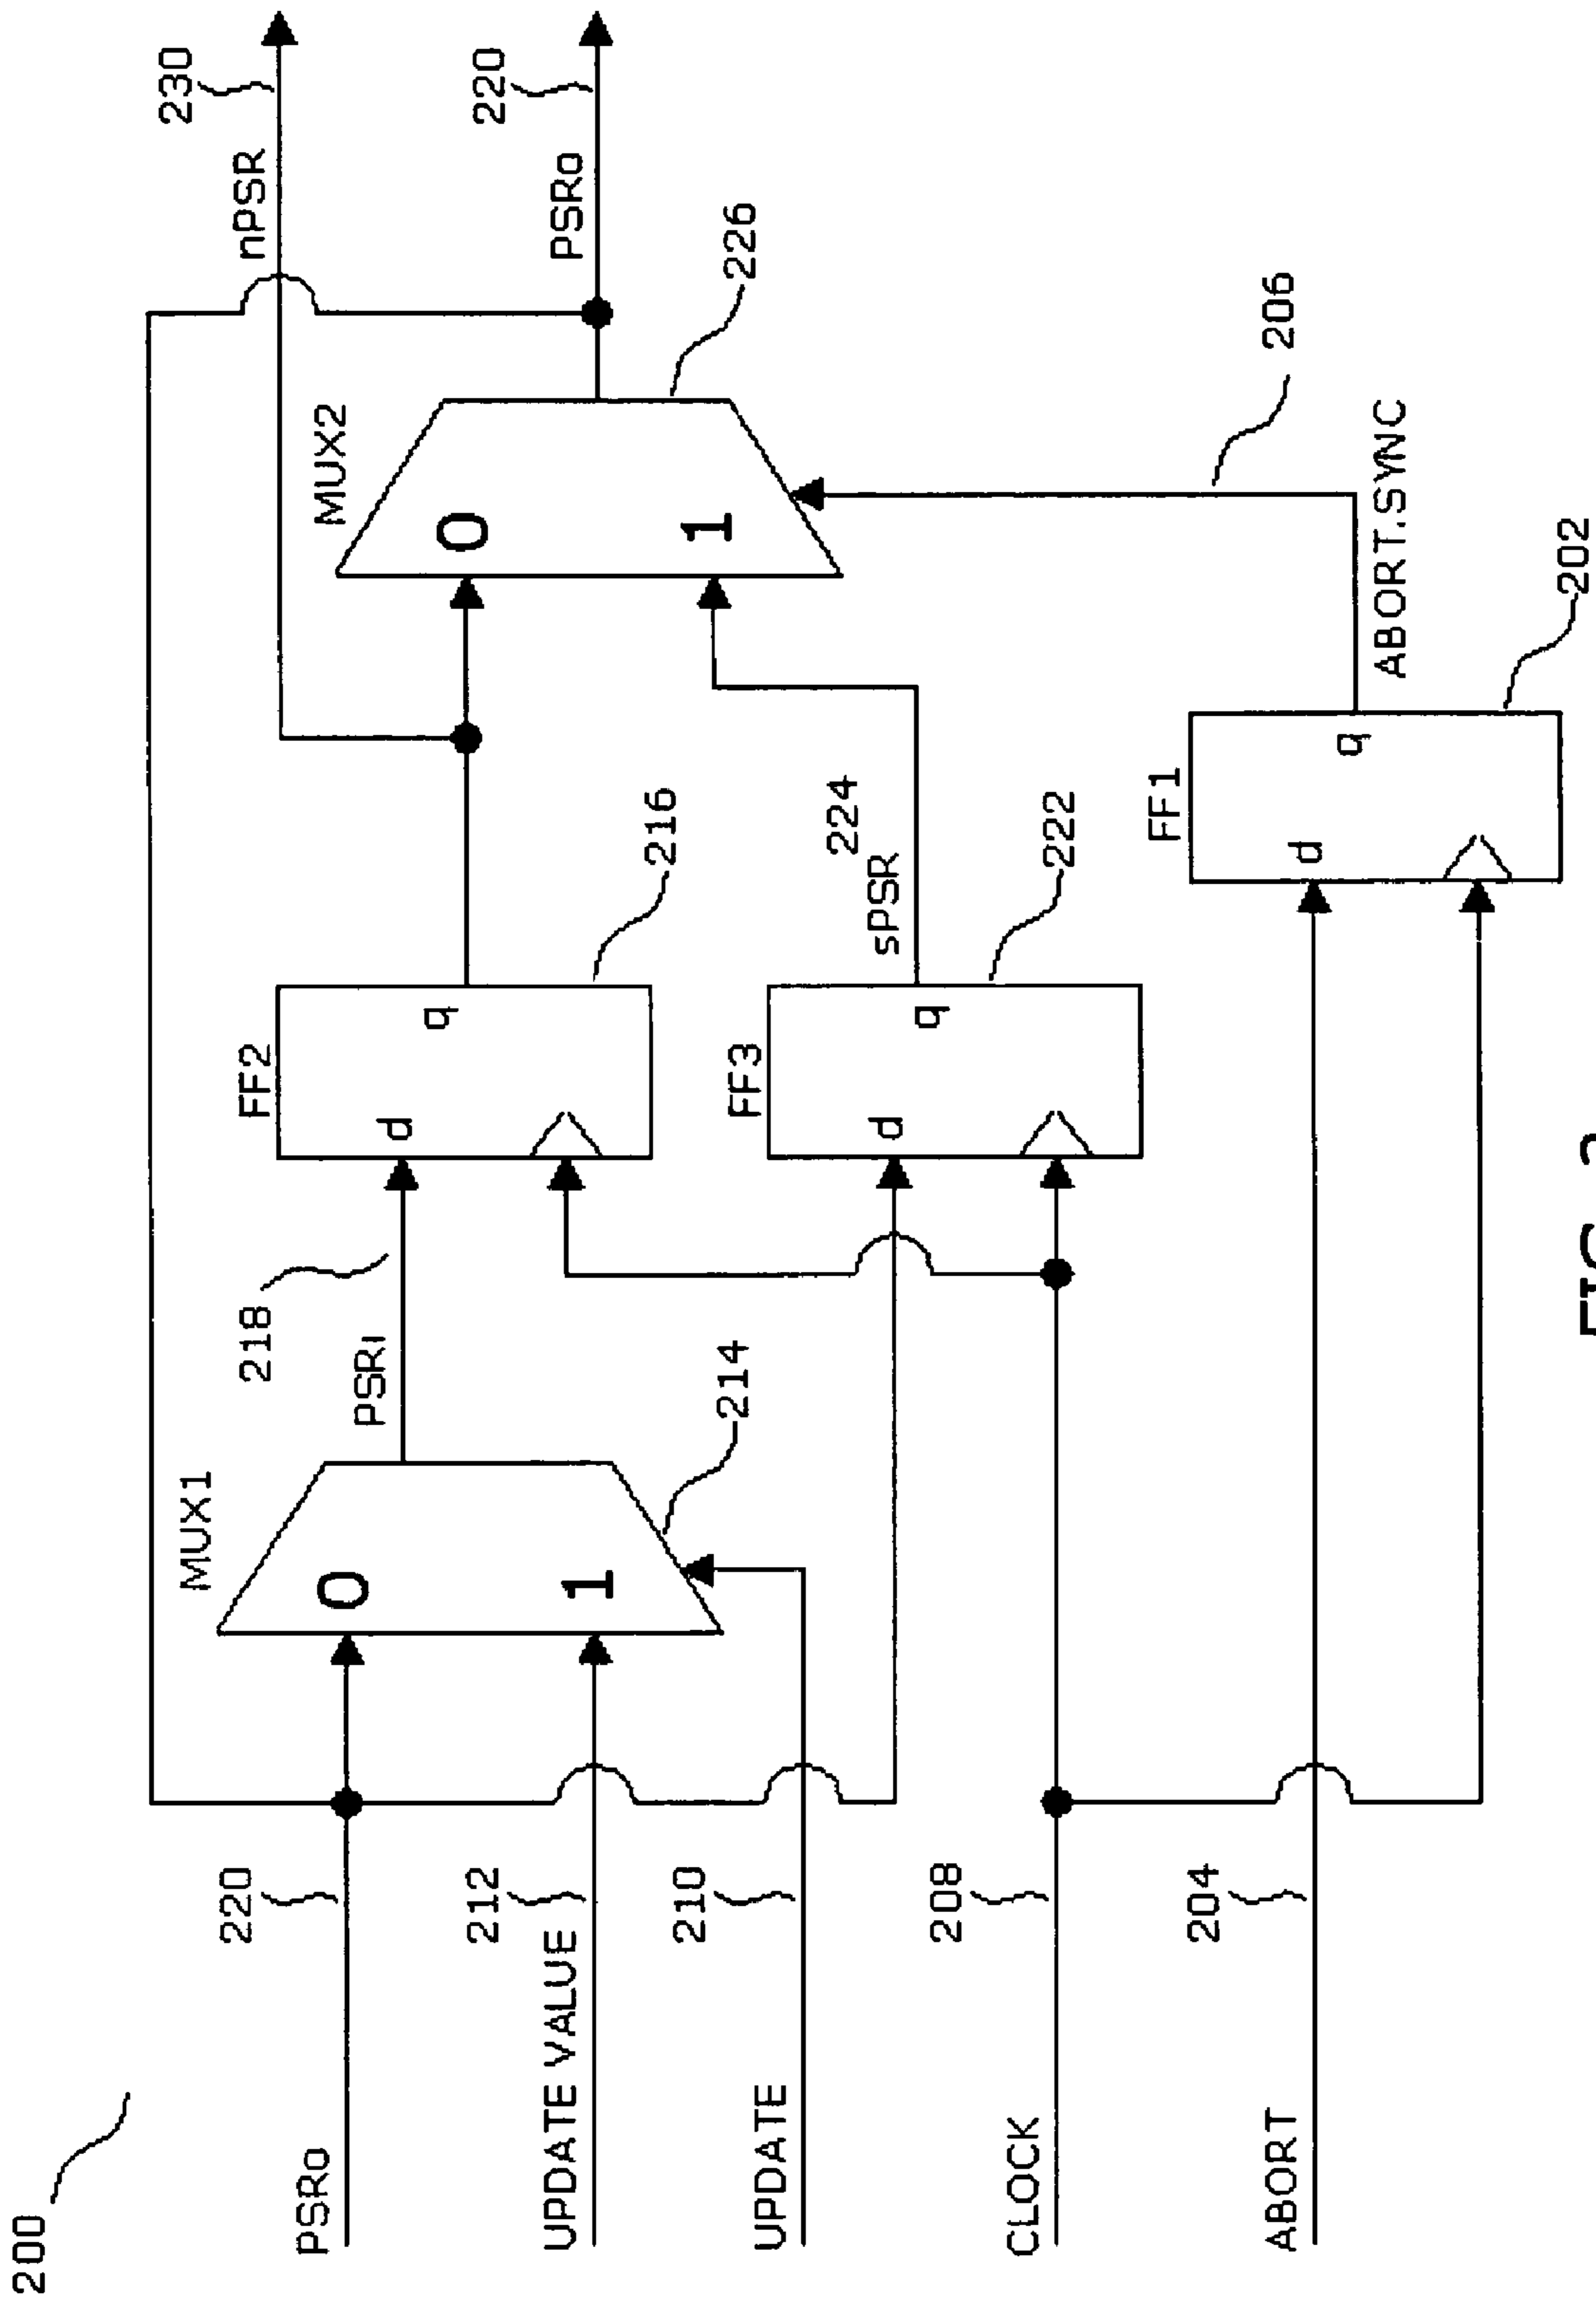 200
230
nPSR
220
PSRo
MUX2
0
1
226
206
ABORT.SYNC
FF2
d
q
216
sPSR
224
FF3
d
q
222
FF1
d
q
202
218
PSRi
MUX1
0
1
214
PSRo
220
UPDATE VALUE
212
UPDATE
210
CLOCK
208
ABORT
204